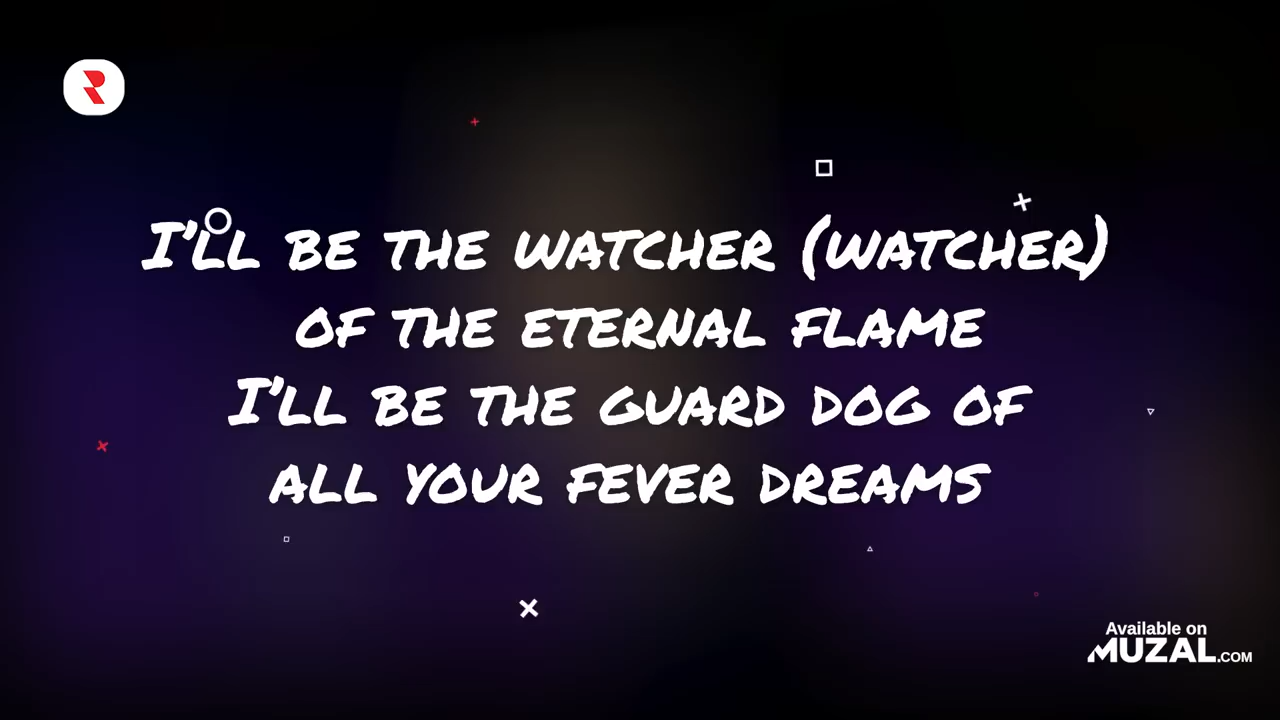 I'LL BE THE WATCHER (WATCHER)
OF THE ETERNAL FLAME
I'LL BE THE GUARD DOG OF
ALL YOUR FEVER DREAMS
Available on
MUZAL.COM